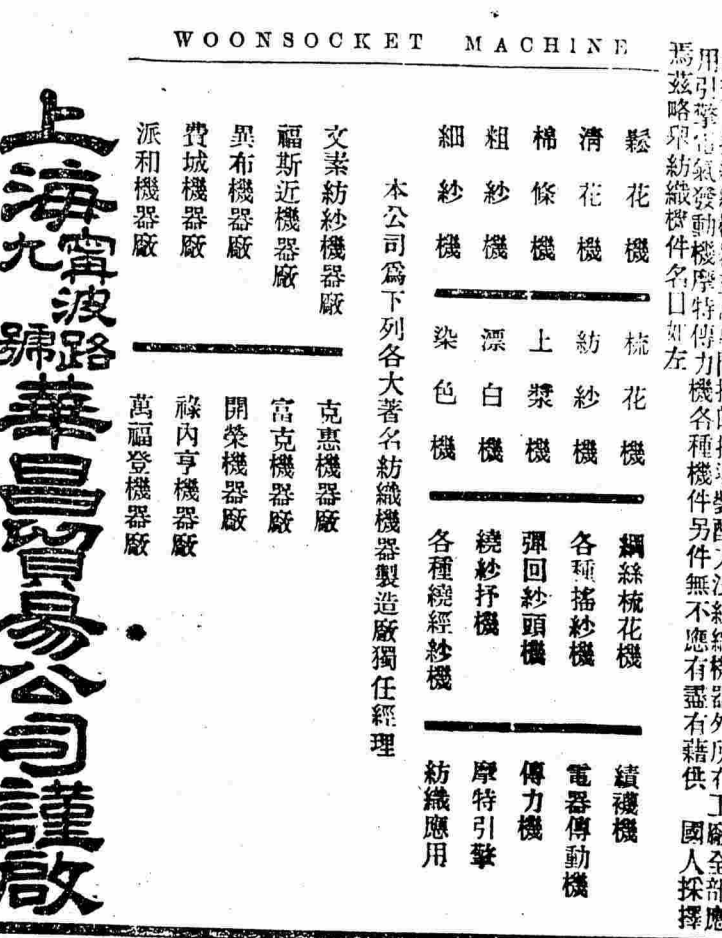 WOONSOCKET MACHINE
用引擎電氣發動機摩特傳力機各種機件另件無不應有盡有藉供 國人採擇
焉茲略舉紡織機件名目如左
鬆花機
清花機
棉條機
粗紗機
細紗機
梳花機
紡紗機
上漿機
漂白機
染色機
鋼絲梳花機
各種搖紗機
彈回紗頭機
繞紗抒機
各種繞經紗機
績襪機
電器傳動機
傳力機
摩特引擎
紡織應用
本公司爲下列各大著名紡織機器製造廠獨任經理
文素紡紗機器廠
福斯近機器廠
異布機器廠
費城機器廠
派和機器廠
克惠機器廠
富克機器廠
開榮機器廠
祿內亨機器廠
萬福登機器廠
上海寧波路九號華昌貿易公司謹啟